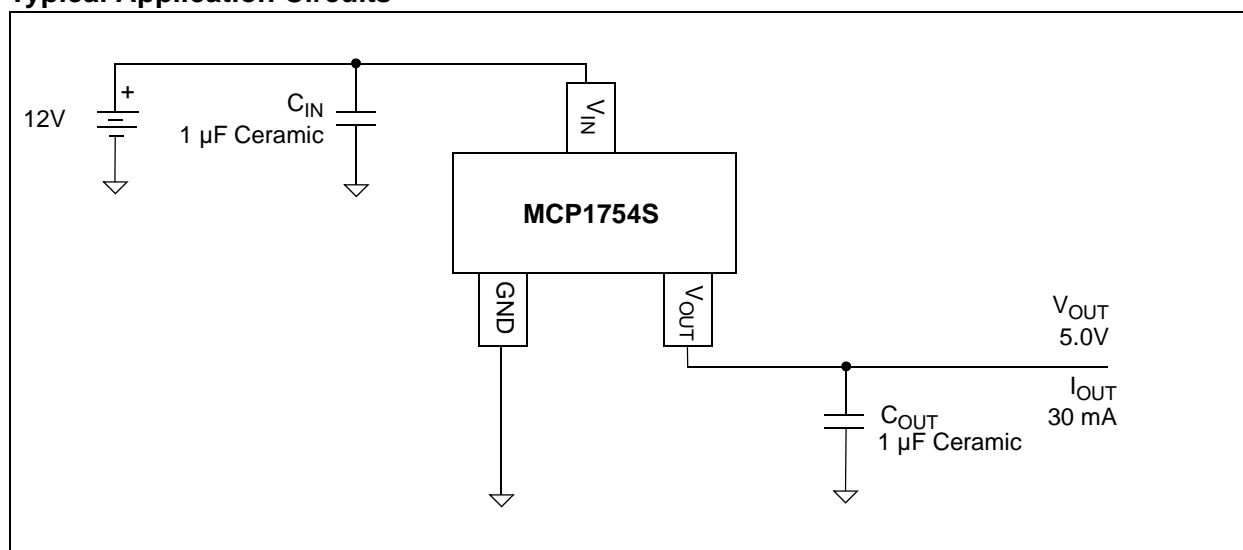 Typical Application Circuits
+
12V
C_IN
1 µF Ceramic
V_IN
MCP1754S
GND
V_OUT
V_OUT
5.0V
I_OUT
30 mA
C_OUT
1 µF Ceramic